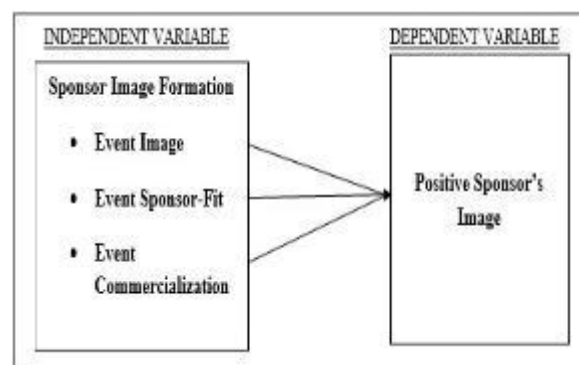 INDEPENDENT VARIABLE
Sponsor Image Formation
• Event Image
• Event Sponsor-Fit
• Event
Commercialization
DEPENDENT VARIABLE
Positive Sponsor's
Image